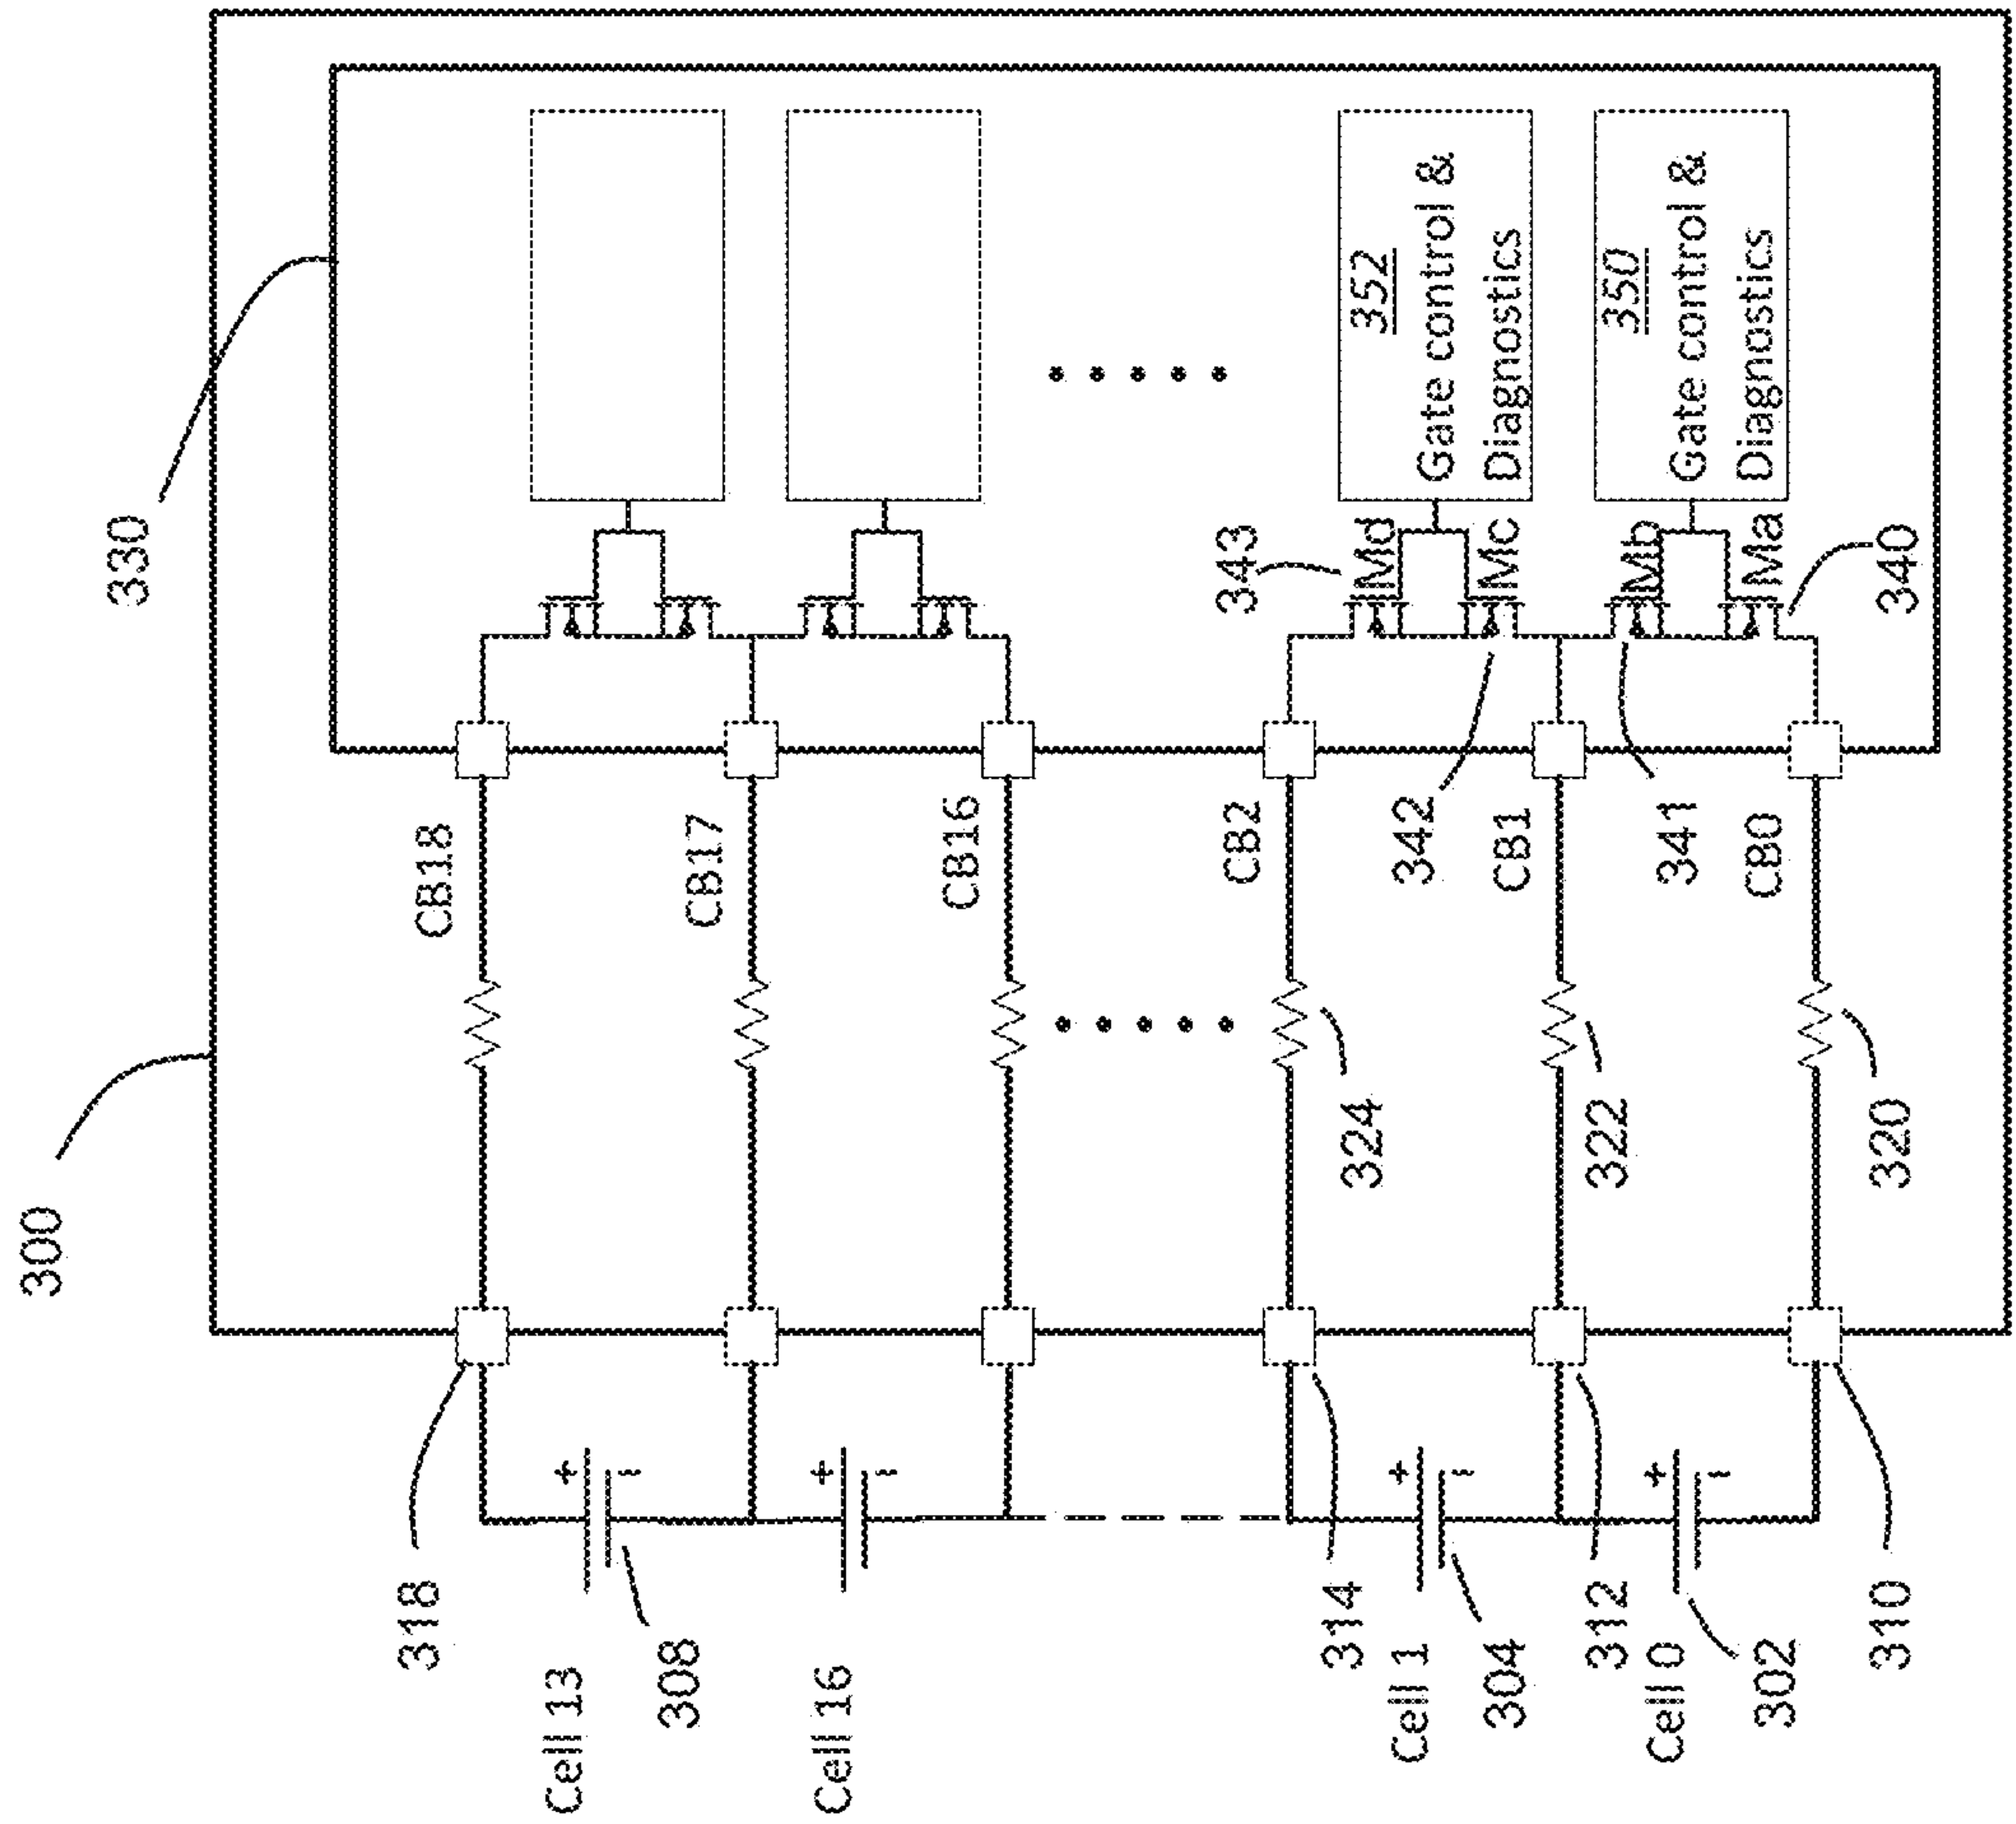 300
330
318
Cell 13
308
Cell 16
314
Cell 1
304
312
Cell 0
302
310
CB18
CB17
CB16
CB2
CB1
CB0
324
322
320
343
342
341
340
Md
Mc
Mb
Ma
352
Gate control &
Diagnostics
350
Gate control &
Diagnostics